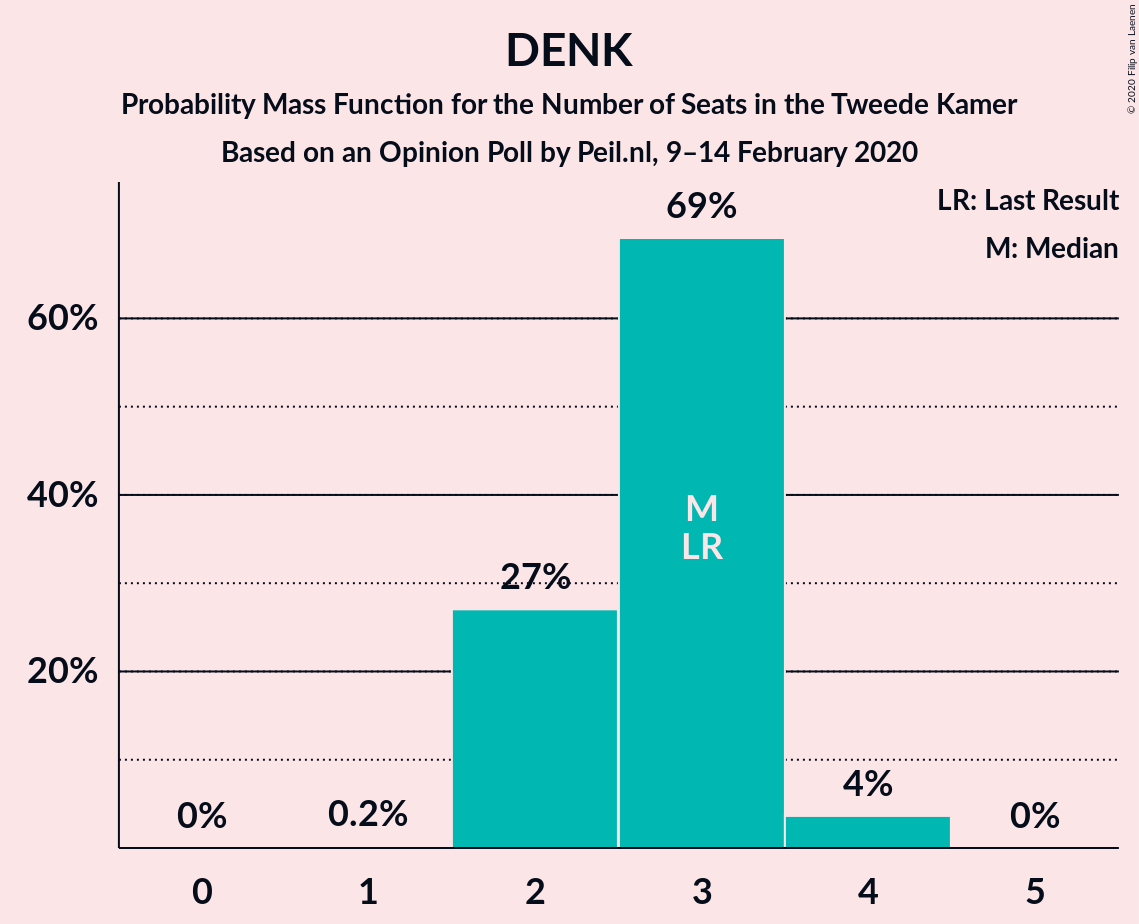 DENK
Probability Mass Function for the Number of Seats in the Tweede Kamer
Based on an Opinion Poll by Peil.nl, 9–14 February 2020
© 2020 Filip van Laenen
LR: Last Result
M: Median
69%
60%
40%
M
LR
27%
20%
4%
0%
0.2%
0%
0
1
2
3
4
5